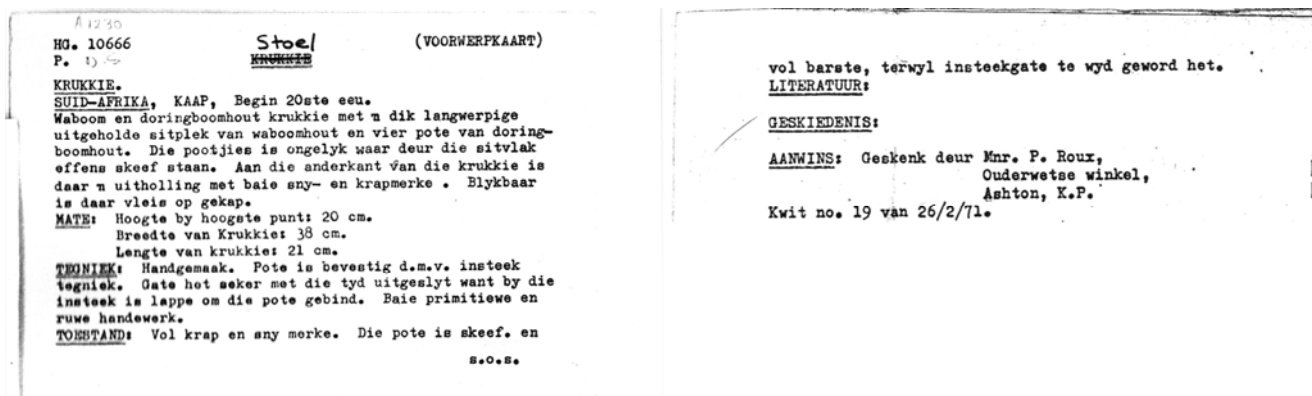 A 1230
HG. 10666
Stoel
(VOORWERPKAART)
P.
KRUKKIE
KRUKKIE.
SUID-AFRIKA, KAAP, Begin 20ste eeu.
Waboom en doringboomhout krukkie met 'n dik langwerpige
uitgeholde sitplek van waboomhout en vier pote van doring-
boomhout. Die pootjies is ongelyk waar deur die sitvlak
effens skeef staan. Aan die anderkant van die krukkie is
daar 'n uitholling met baie sny- en krapmerke . Blykbaar
is daar vleis op gekap.
MATE: Hoogte by hoogste punt: 20 cm.
Breedte van Krukkie: 38 cm.
Lengte van krukkie: 21 cm.
TEGNIEK: Handgemaak. Pote is bevestig d.m.v. insteek
tegniek. Gate het seker met die tyd uitgeslyt want by die
insteek is lappe om die pote gebind. Baie primitiewe en
ruwe handewerk.
TOESTAND: Vol krap en sny merke. Die pote is skeef. en
s.o.s.
vol barste, terwyl insteekgate te wyd geword het.
LITERATUUR:
GESKIEDENIS:
AANWINS: Geskenk deur Mnr. P. Roux,
Ouderwetse winkel,
Ashton, K.P.
Kwit no. 19 van 26/2/71.